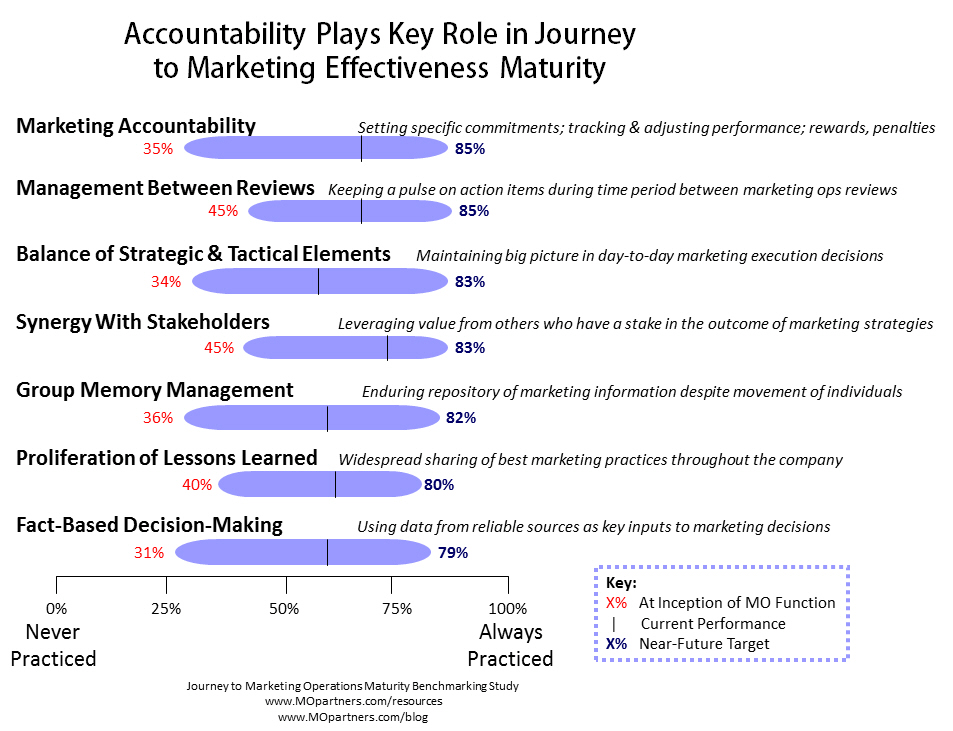 Accountability Plays Key Role in Journey
to Marketing Effectiveness Maturity
Marketing Accountability Setting specific commitments; tracking & adjusting performance; rewards, penalties
35% 85%
Management Between Reviews Keeping a pulse on action items during time period between marketing ops reviews
45% 85%
Balance of Strategic & Tactical Elements Maintaining big picture in day-to-day marketing execution decisions
34% 83%
Synergy With Stakeholders Leveraging value from others who have a stake in the outcome of marketing strategies
45% 83%
Group Memory Management Enduring repository of marketing information despite movement of individuals
36% 82%
Proliferation of Lessons Learned Widespread sharing of best marketing practices throughout the company
40% 80%
Fact-Based Decision-Making Using data from reliable sources as key inputs to marketing decisions
31% 79%
0% 25% 50% 75% 100%
Never
Practiced
Always
Practiced
Key:
X% At Inception of MO Function
| Current Performance
X% Near-Future Target
Journey to Marketing Operations Maturity Benchmarking Study
www.MOpartners.com/resources
www.MOpartners.com/blog